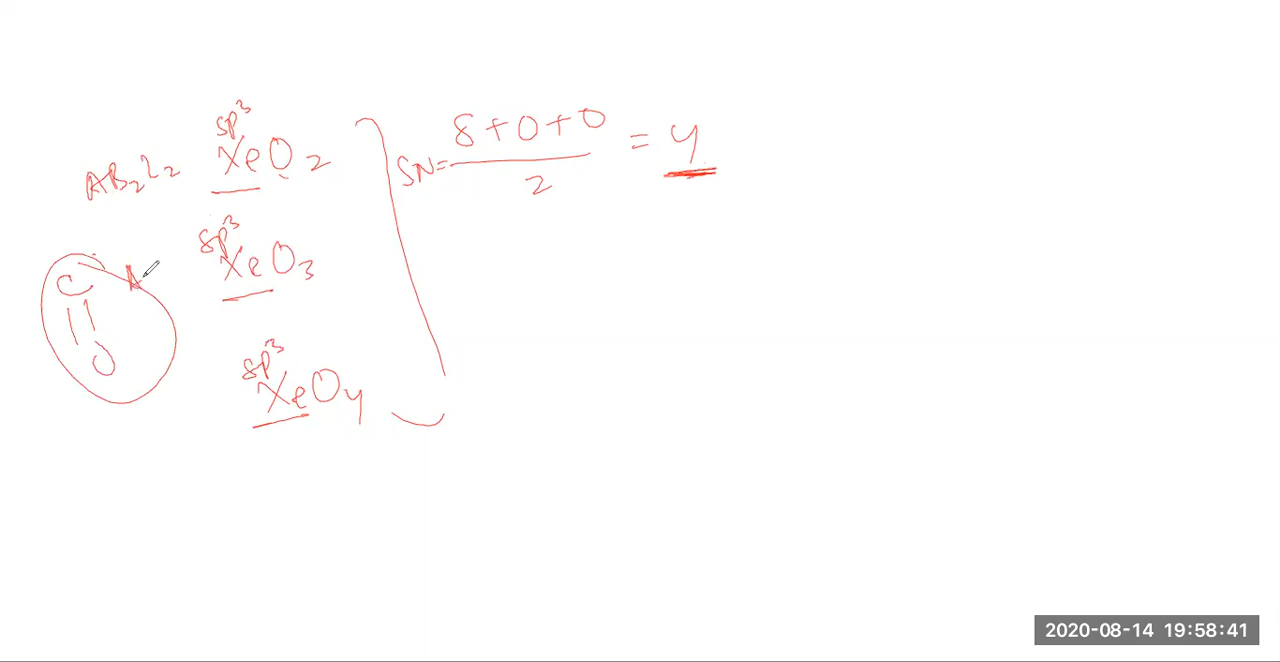 sp³
AB₂L₂ XeO₂
SN= 8+0+0 / 2 = 4
sp³
XeO₃
C
||
O
sp³
XeO₄
2020-08-14 19:58:41